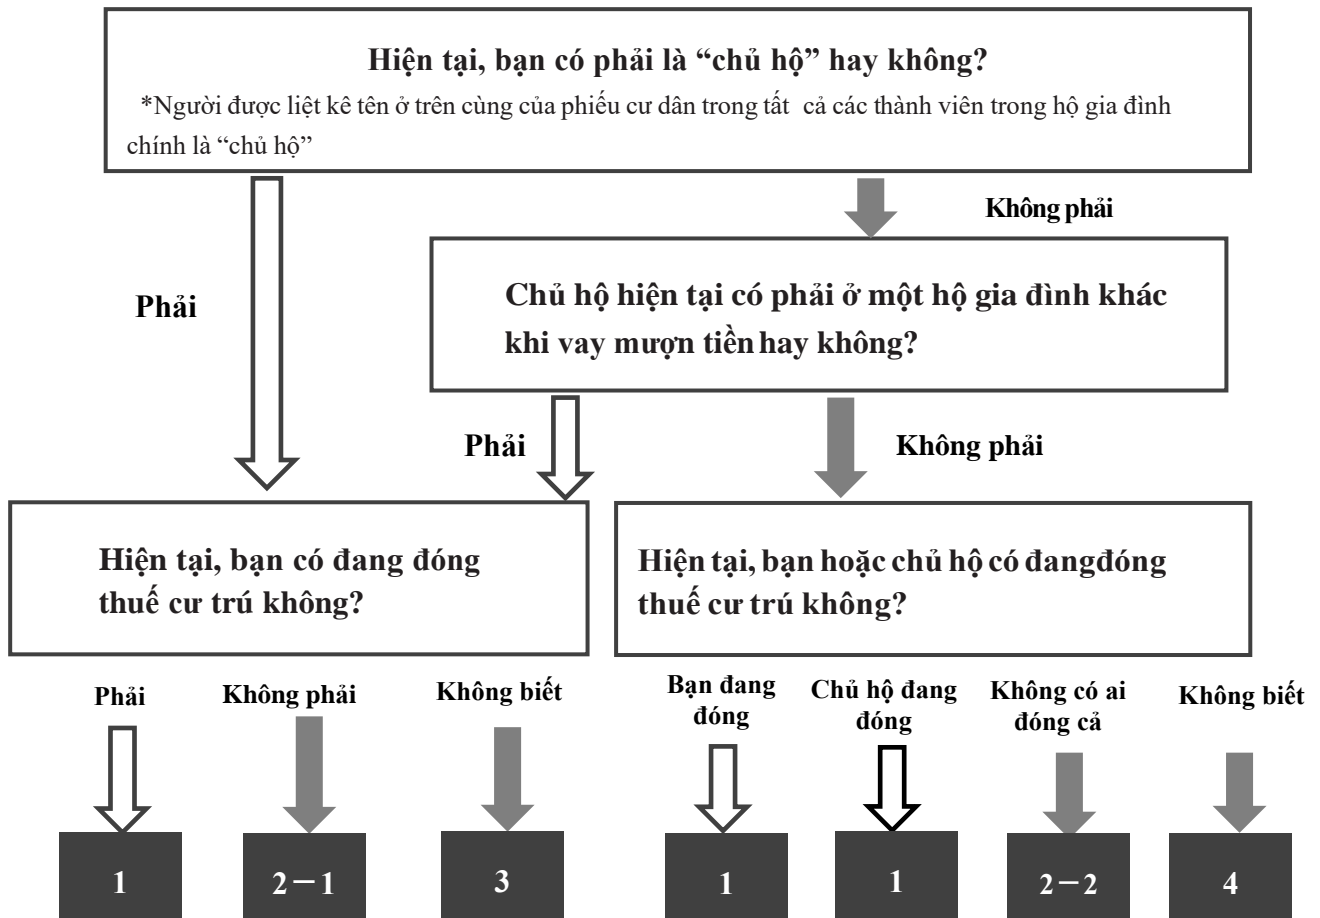 Hiện tại, bạn có phải là “chủ hộ” hay không?
*Người được liệt kê tên ở trên cùng của phiếu cư dân trong tất cả các thành viên trong hộ gia đình
chính là “chủ hộ”
Không phải
Phải
Chủ hộ hiện tại có phải ở một hộ gia đình khác
khi vay mượn tiền hay không?
Phải
Không phải
Hiện tại, bạn có đang đóng
thuế cư trú không?
Hiện tại, bạn hoặc chủ hộ có đangđóng
thuế cư trú không?
Phải
Không phải
Không biết
Bạn đang
đóng
Chủ hộ đang
đóng
Không có ai
đóng cả
Không biết
1
2－1
3
1
1
2－2
4